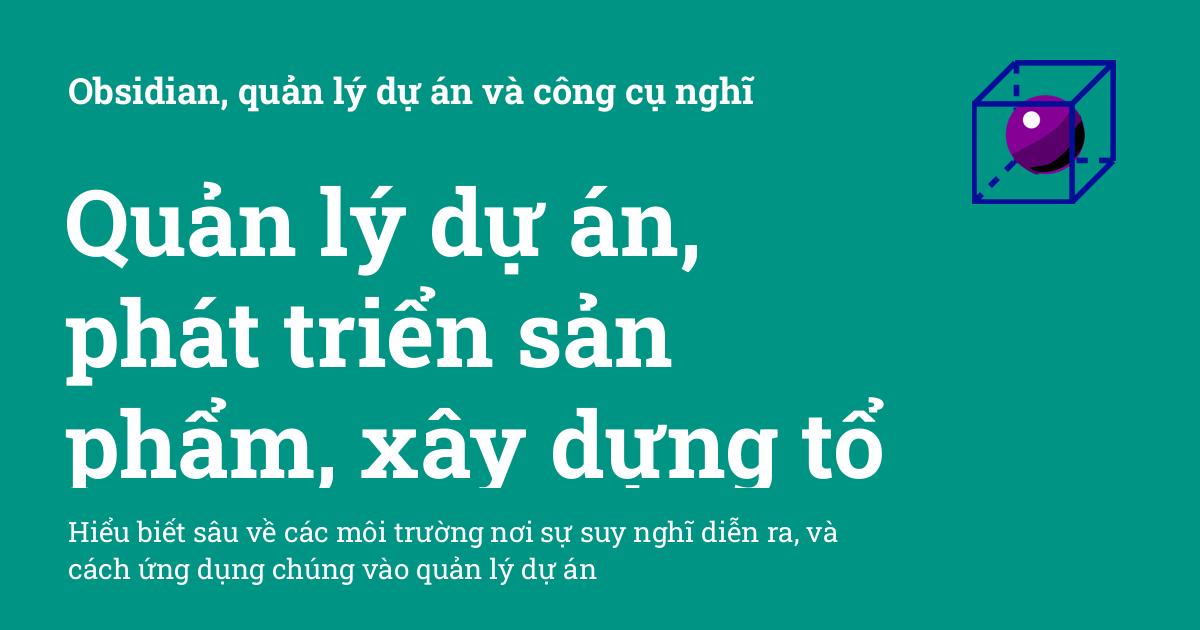 Obsidian, quản lý dự án và công cụ nghĩ
Quản lý dự án,
phát triển sản
phẩm, xây dựng tổ
Hiểu biết sâu về các môi trường nơi sự suy nghĩ diễn ra, và
cách ứng dụng chúng vào quản lý dự án